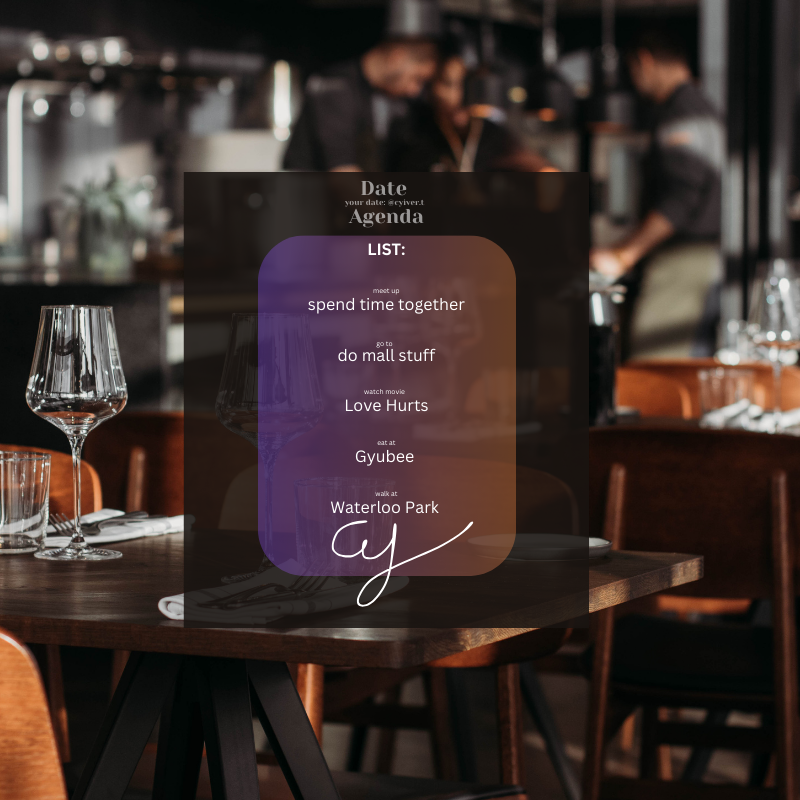 Date
your date: @cyiver.t
Agenda
LIST:
meet up
spend time together
go to
do mall stuff
watch movie
Love Hurts
eat at
Gyubee
walk at
Waterloo Park
cy